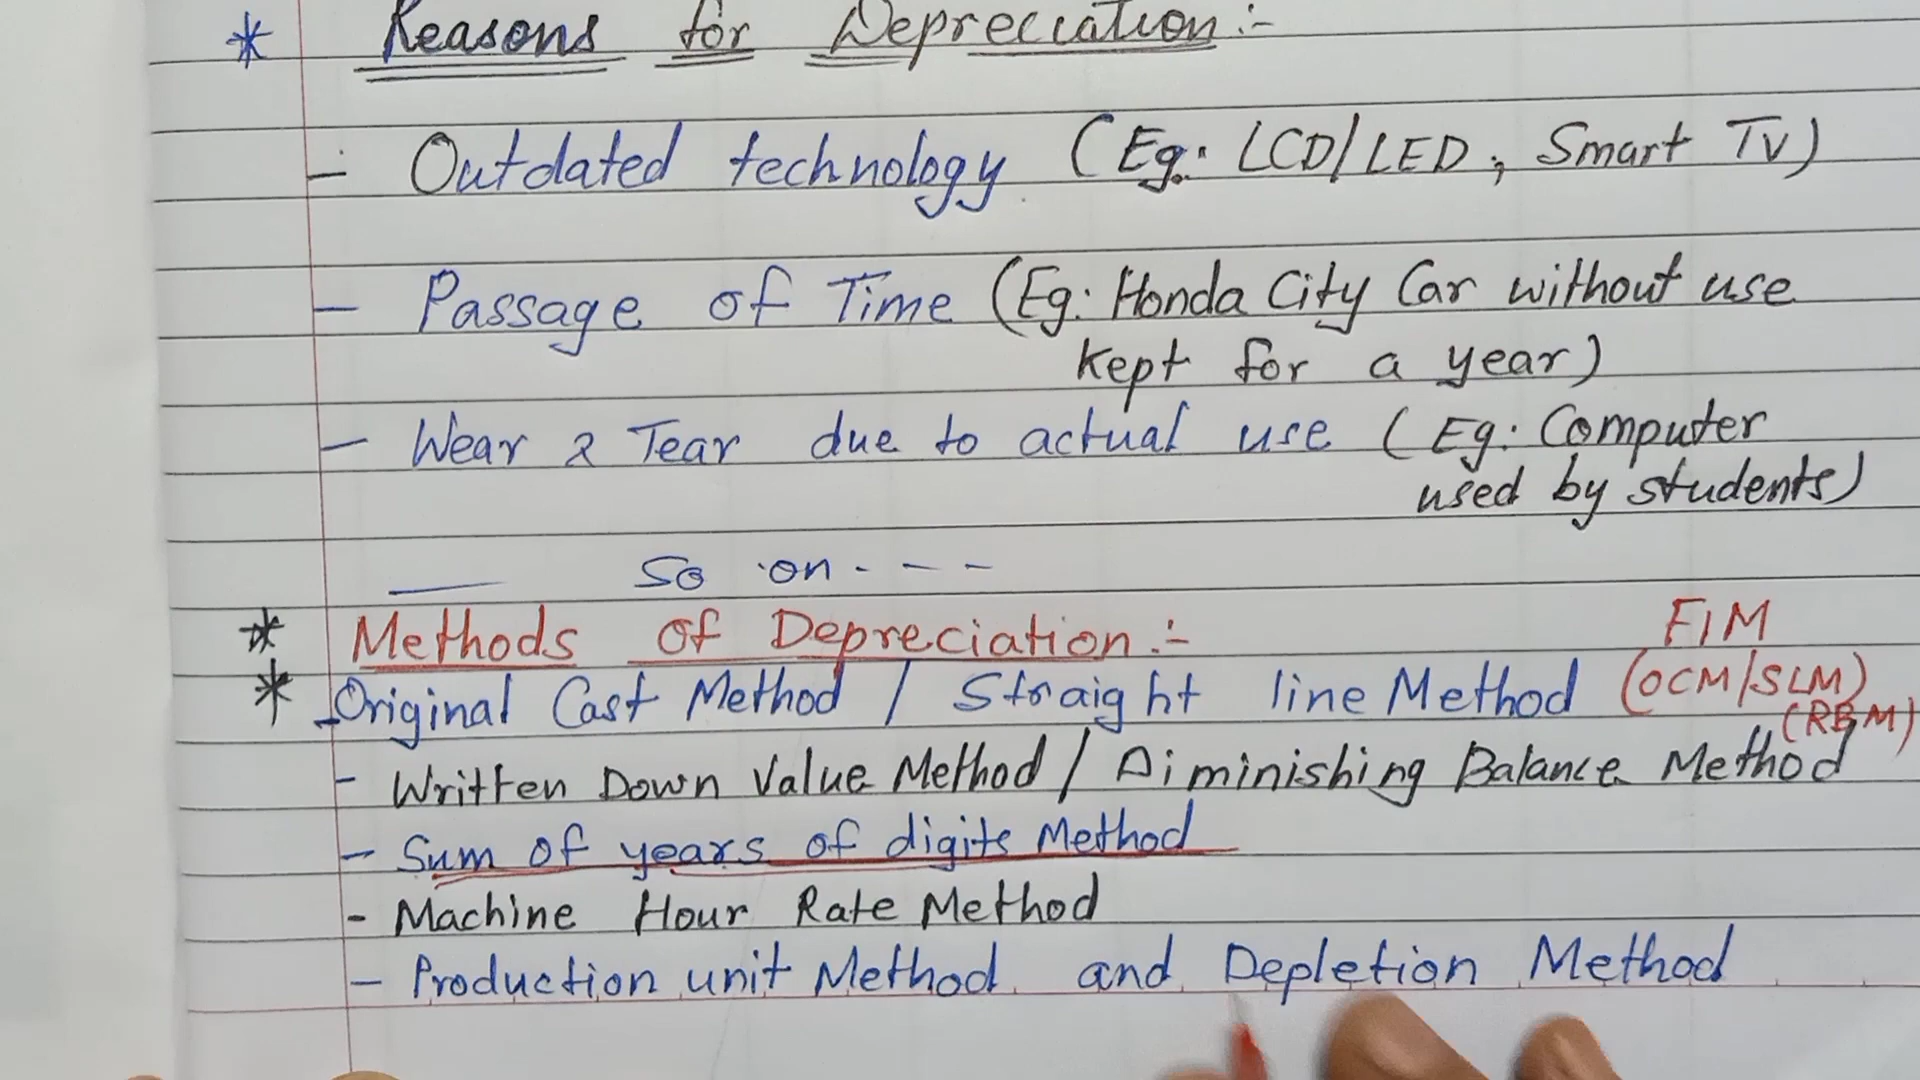 * Reasons for Depreciation:-
- Outdated technology (Eg: LCD/LED, Smart TV)
- Passage of Time (Eg: Honda City Car without use
kept for a year)
- Wear & Tear due to actual use (Eg: Computer
used by students)
— So on - - -
* Methods of Depreciation :- FIM
* - Original Cast Method / Straight line Method (OCM/SLM)
(RBM)
- Written Down Value Method / Diminishing Balance Method
- Sum of years of digits Method
- Machine Hour Rate Method
- Production unit Method and Depletion Method